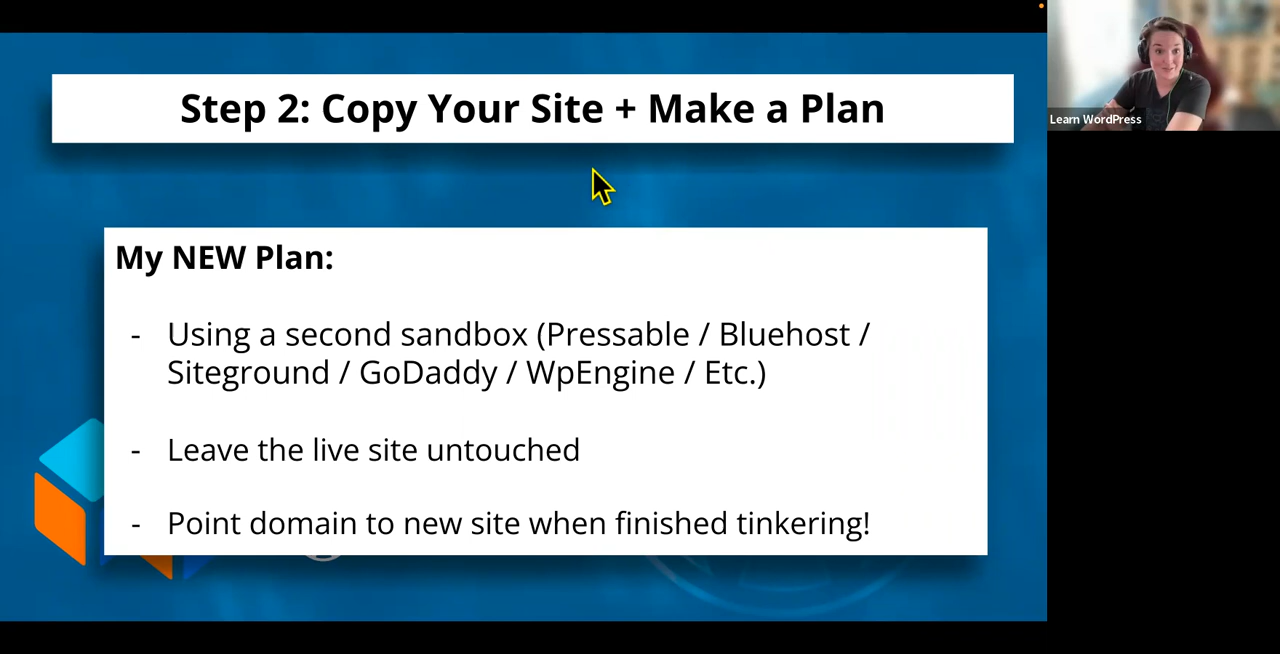 Step 2: Copy Your Site + Make a Plan
Learn WordPress
My NEW Plan:
- Using a second sandbox (Pressable / Bluehost /
Siteground / GoDaddy / WpEngine / Etc.)
- Leave the live site untouched
- Point domain to new site when finished tinkering!